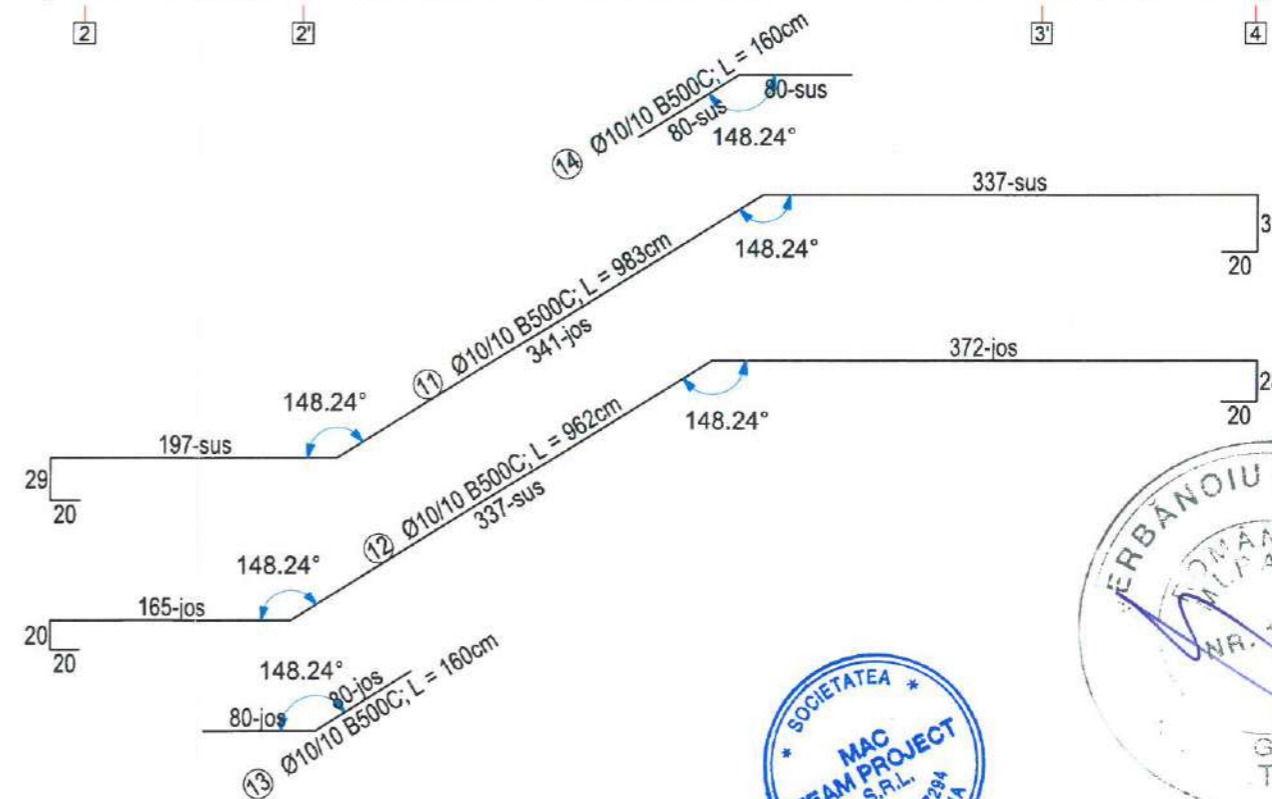 2
2'
3'
4
14 Ø10/10 B500C; L = 160cm
80-sus
80-sus
148.24°
337-sus
148.24°
20
11 Ø10/10 B500C; L = 983cm
341-jos
148.24°
197-sus
29
20
372-jos
148.24°
20
12 Ø10/10 B500C; L = 962cm
337-sus
148.24°
165-jos
20
20
148.24°
80-jos
80-jos
13 Ø10/10 B500C; L = 160cm
* SOCIETATEA *
MAC
TEAM PROJECT
S.R.L.
NR.